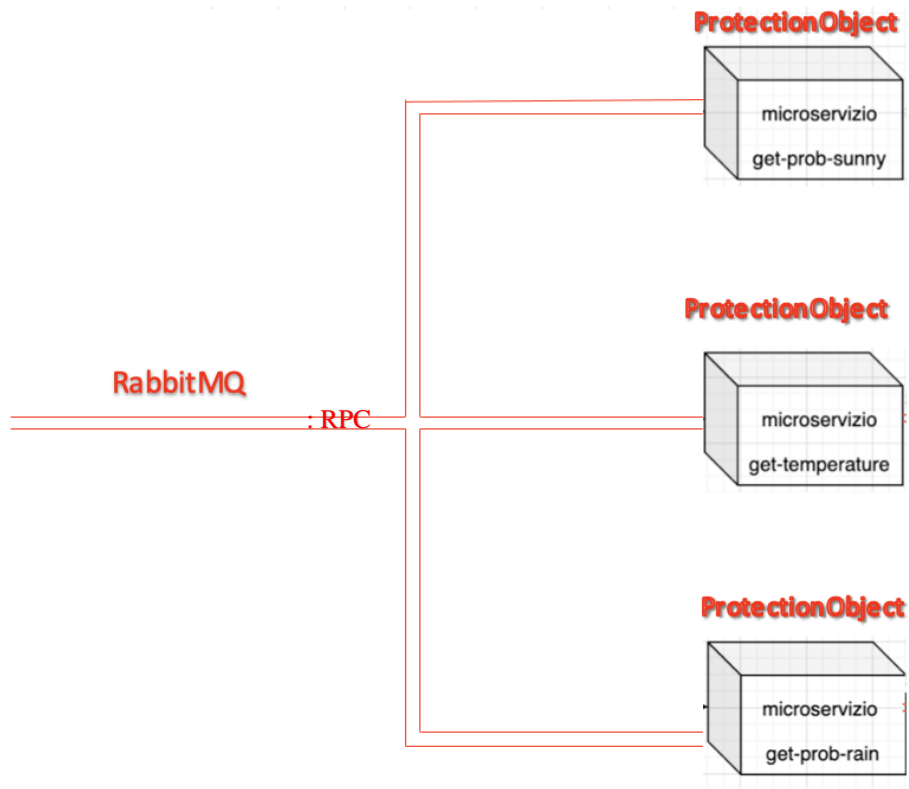 ProtectionObject
microservizio
get-prob-sunny
ProtectionObject
RabbitMQ
: RPC
microservizio
get-temperature
ProtectionObject
microservizio
get-prob-rain